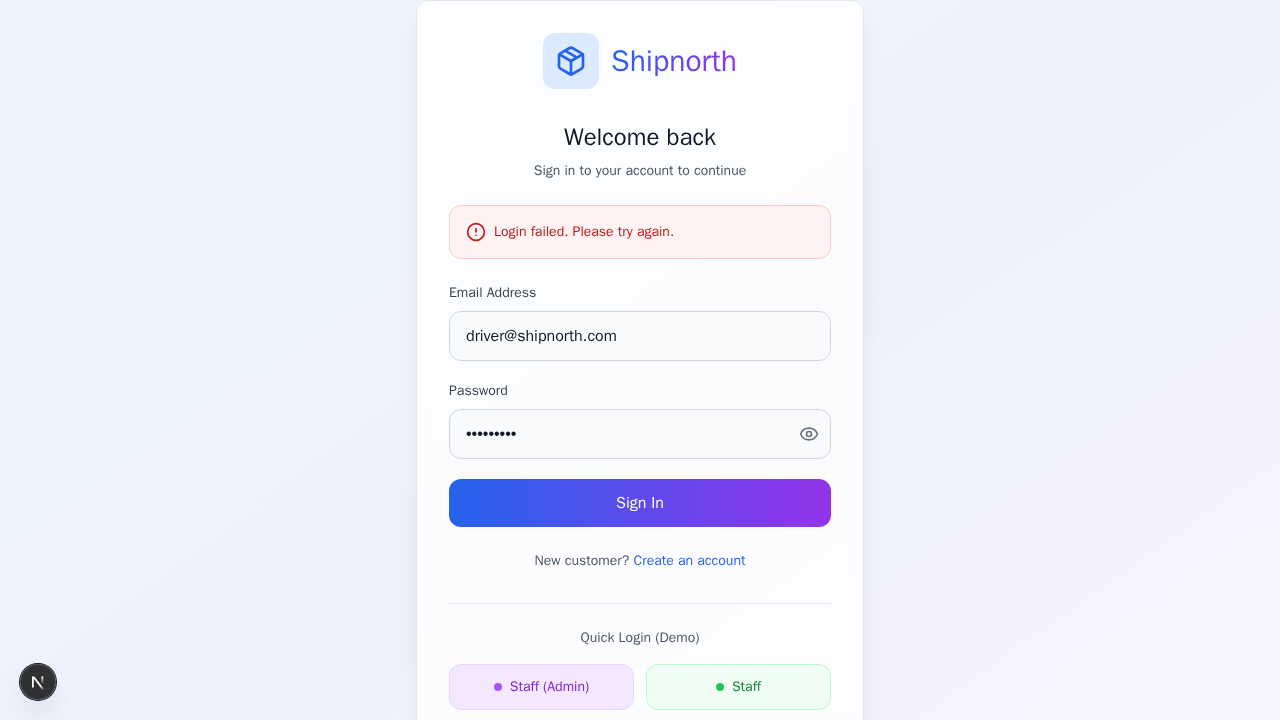 Shipnorth
Welcome back
Sign in to your account to continue
Login failed. Please try again.
Email Address
driver@shipnorth.com
Password
•••••••••
Sign In
New customer? Create an account
Quick Login (Demo)
Staff (Admin)
Staff
N